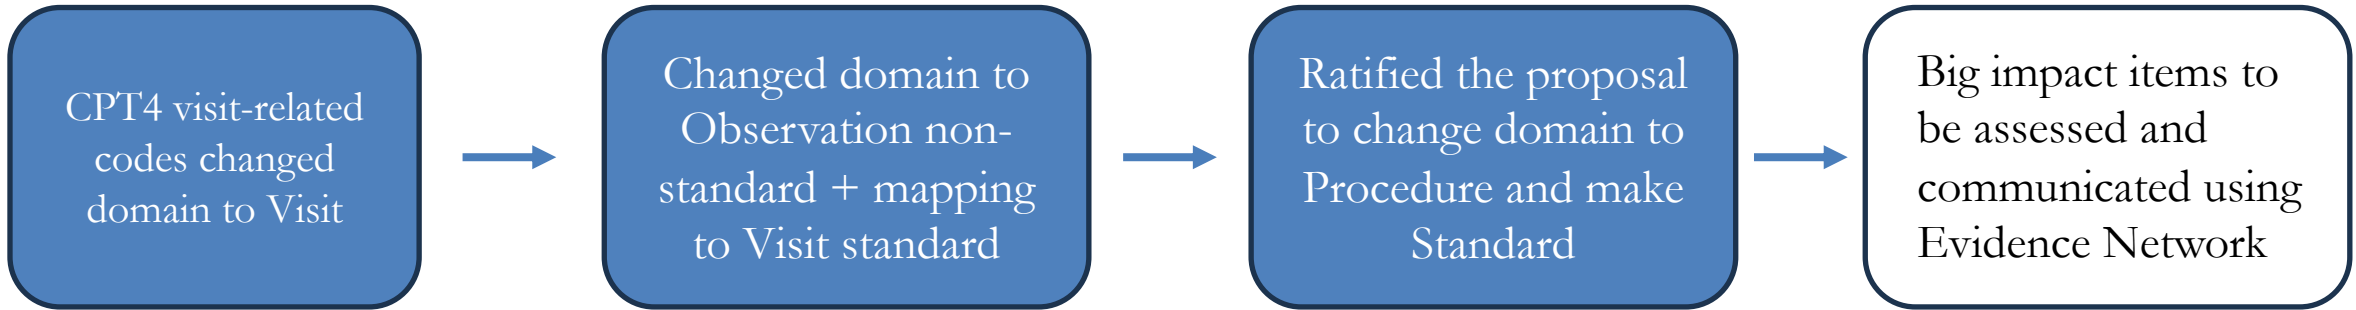 CPT4 visit-related
codes changed
domain to Visit
Changed domain to
Observation non-
standard + mapping
to Visit standard
Ratified the proposal
to change domain to
Procedure and make
Standard
Big impact items to
be assessed and
communicated using
Evidence Network